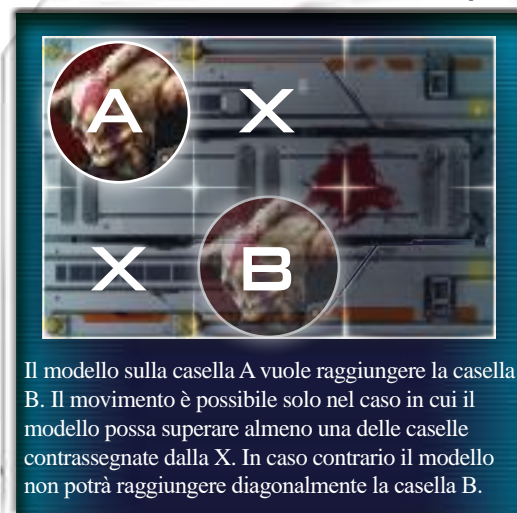 A X
X B
Il modello sulla casella A vuole raggiungere la casella
B. Il movimento è possibile solo nel caso in cui il
modello possa superare almeno una delle caselle
contrassegnate dalla X. In caso contrario il modello
non potrà raggiungere diagonalmente la casella B.